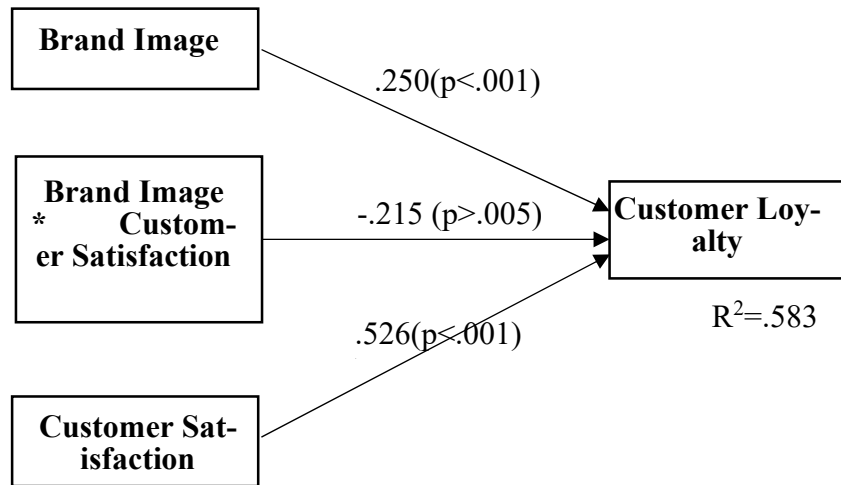 Brand Image
.250(p<.001)
Brand Image
* Custom-
er Satisfaction
-.215 (p>.005)
Customer Loy-
alty
R²=.583
.526(p<.001)
Customer Sat-
isfaction